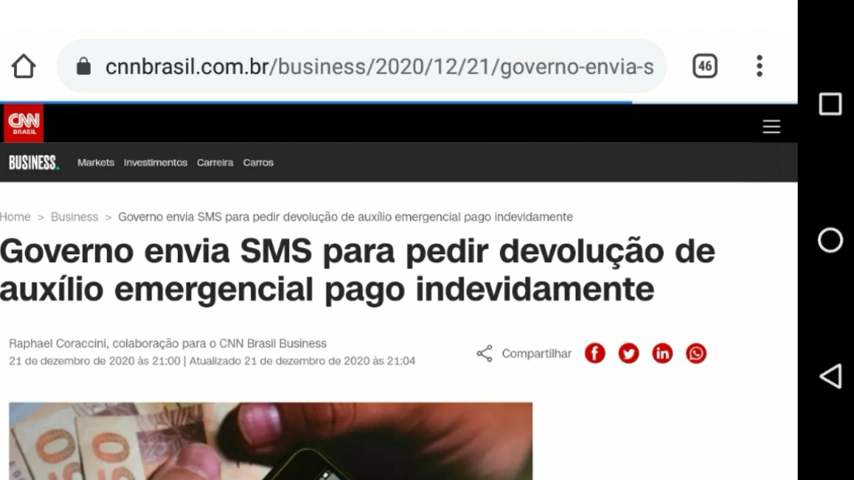 cnnbrasil.com.br/business/2020/12/21/governo-envia-s
46
CNN
BRASIL
BUSINESS.
Markets Investimentos Carreira Carros
Home > Business > Governo envia SMS para pedir devolução de auxílio emergencial pago indevidamente
Governo envia SMS para pedir devolução de
auxílio emergencial pago indevidamente
Raphael Coraccini, colaboração para o CNN Brasil Business
21 de dezembro de 2020 às 21:00 | Atualizado 21 de dezembro de 2020 às 21:04
Compartilhar
50
50